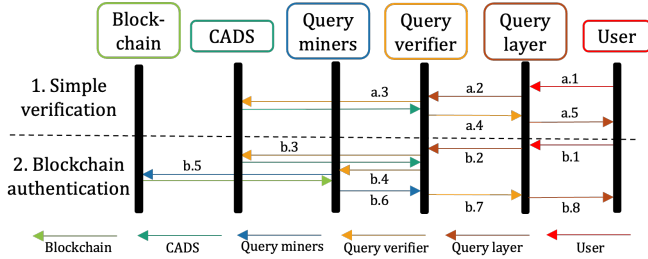 Block-
chain
CADS
Query
miners
Query
verifier
Query
layer
User
1. Simple
verification
a.1
a.2
a.3
a.4
a.5
2. Blockchain
authentication
b.1
b.2
b.3
b.4
b.5
b.6
b.7
b.8
Blockchain
CADS
Query miners
Query verifier
Query layer
User